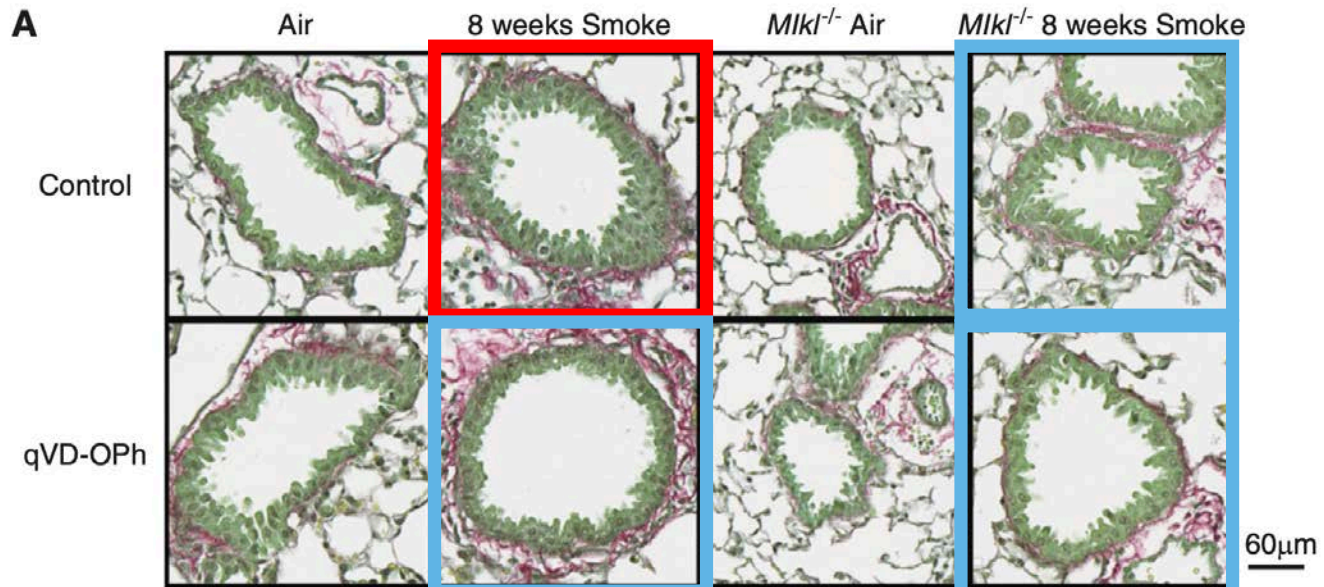 A
Air 8 weeks Smoke Mlkl-/- Air Mlkl-/- 8 weeks Smoke
Control
qVD-OPh
60μm